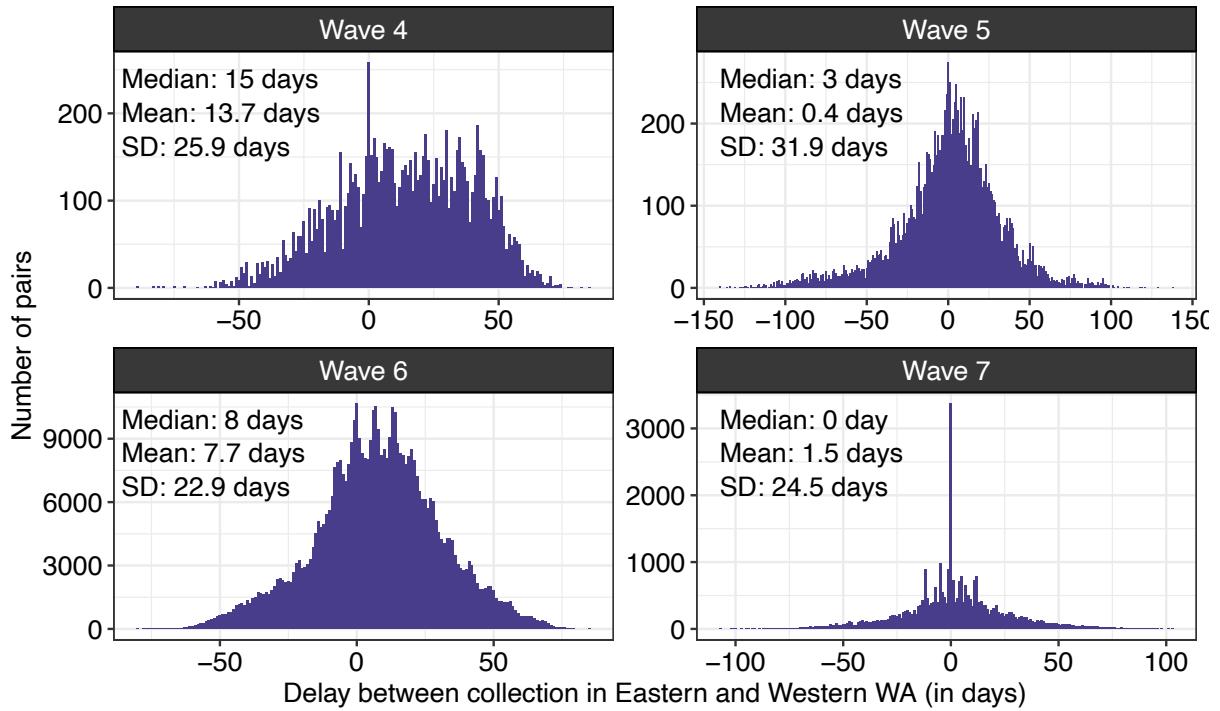 Wave 4
Wave 5
Median: 15 days
Mean: 13.7 days
SD: 25.9 days
Median: 3 days
Mean: 0.4 days
SD: 31.9 days
200
100
0
200
100
0
−50
0
50
−150
−100
−50
0
50
100
150
Number of pairs
Wave 6
Wave 7
Median: 8 days
Mean: 7.7 days
SD: 22.9 days
Median: 0 day
Mean: 1.5 days
SD: 24.5 days
9000
6000
3000
0
3000
2000
1000
0
−50
0
50
−100
−50
0
50
100
Delay between collection in Eastern and Western WA (in days)